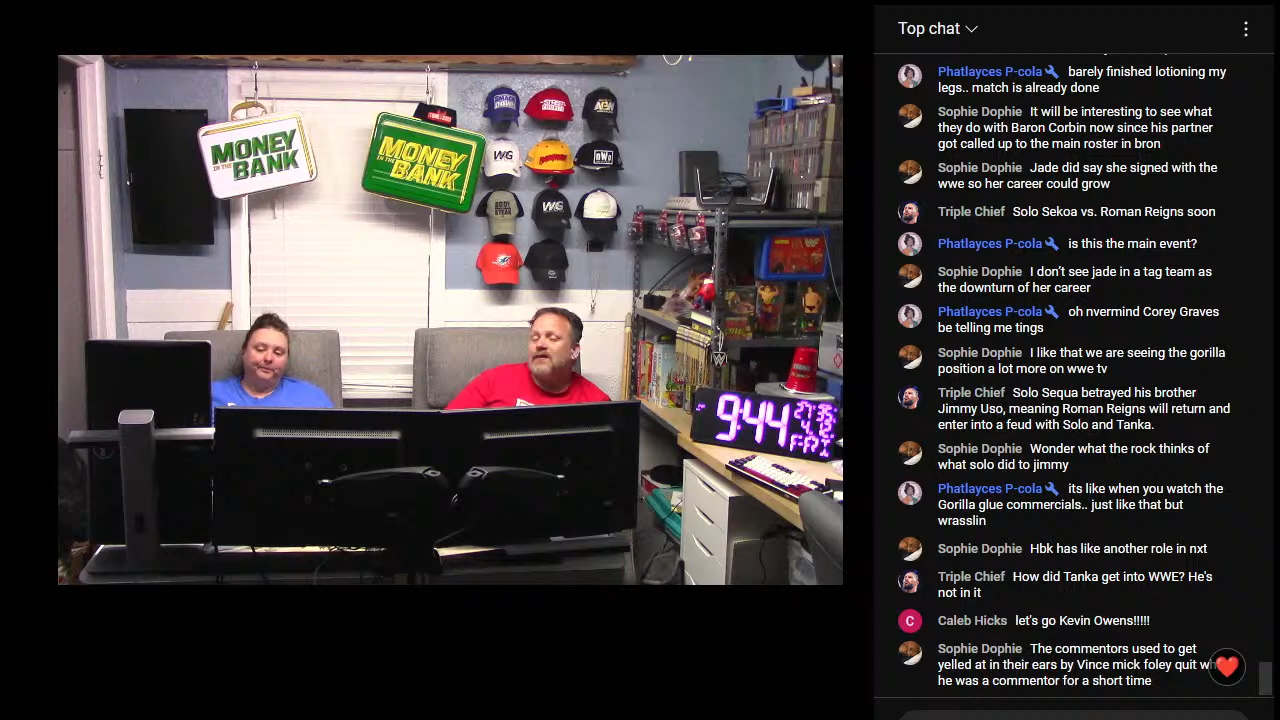 Top chat
Phatlayces P-cola barely finished lotioning my
legs.. match is already done
Sophie Dophie It will be interesting to see what
they do with Baron Corbin now since his partner
got called up to the main roster in bron
Sophie Dophie Jade did say she signed with the
wwe so her career could grow
Triple Chief Solo Sekoa vs. Roman Reigns soon
Phatlayces P-cola is this the main event?
Sophie Dophie I don't see jade in a tag team as
the downturn of her career
Phatlayces P-cola oh nvermind Corey Graves
be telling me tings
Sophie Dophie I like that we are seeing the gorilla
position a lot more on wwe tv
Triple Chief Solo Sequa betrayed his brother
Jimmy Uso, meaning Roman Reigns will return and
enter into a feud with Solo and Tanka.
Sophie Dophie Wonder what the rock thinks of
what solo did to jimmy
Phatlayces P-cola its like when you watch the
Gorilla glue commercials.. just like that but
wrasslin
Sophie Dophie Hbk has like another role in nxt
Triple Chief How did Tanka get into WWE? He's
not in it
C Caleb Hicks let's go Kevin Owens!!!!!
Sophie Dophie The commentors used to get
yelled at in their ears by Vince mick foley quit
he was a commentor for a short time
MONEY
IN THE BANK
MONEY
IN THE BANK
WG
nWo
WG
9:44
FRI